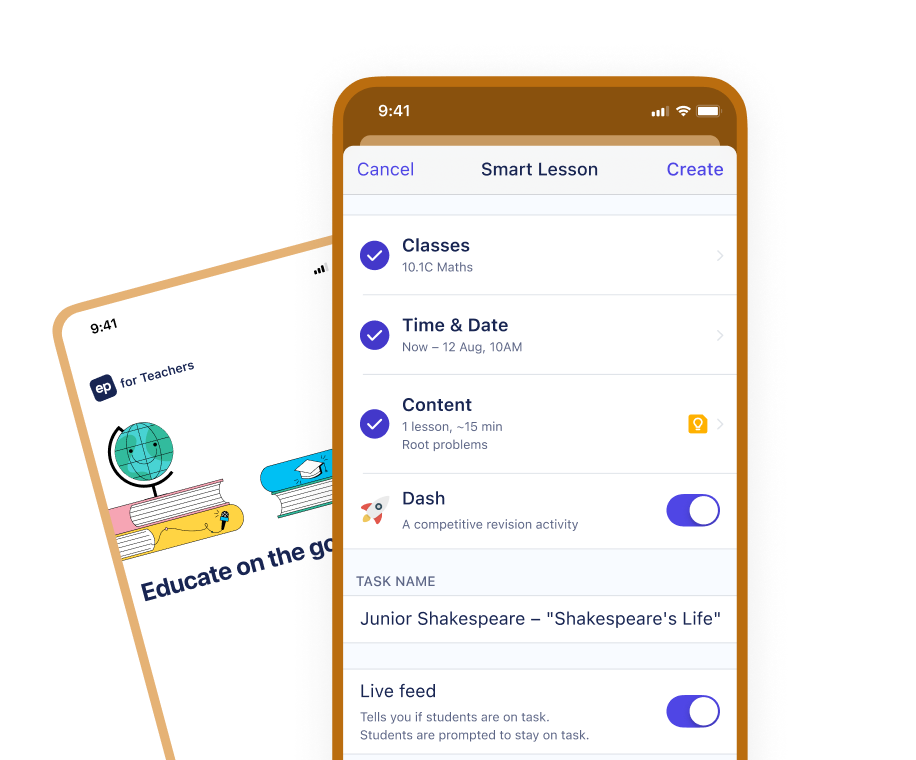 9:41
Cancel Smart Lesson Create
Classes
10.1C Maths
Time & Date
Now – 12 Aug, 10AM
Content
1 lesson, ~15 min
Root problems
Dash
A competitive revision activity
TASK NAME
Junior Shakespeare – "Shakespeare's Life"
Live feed
Tells you if students are on task.
Students are prompted to stay on task.
9:41
ep for Teachers
Educate on the go